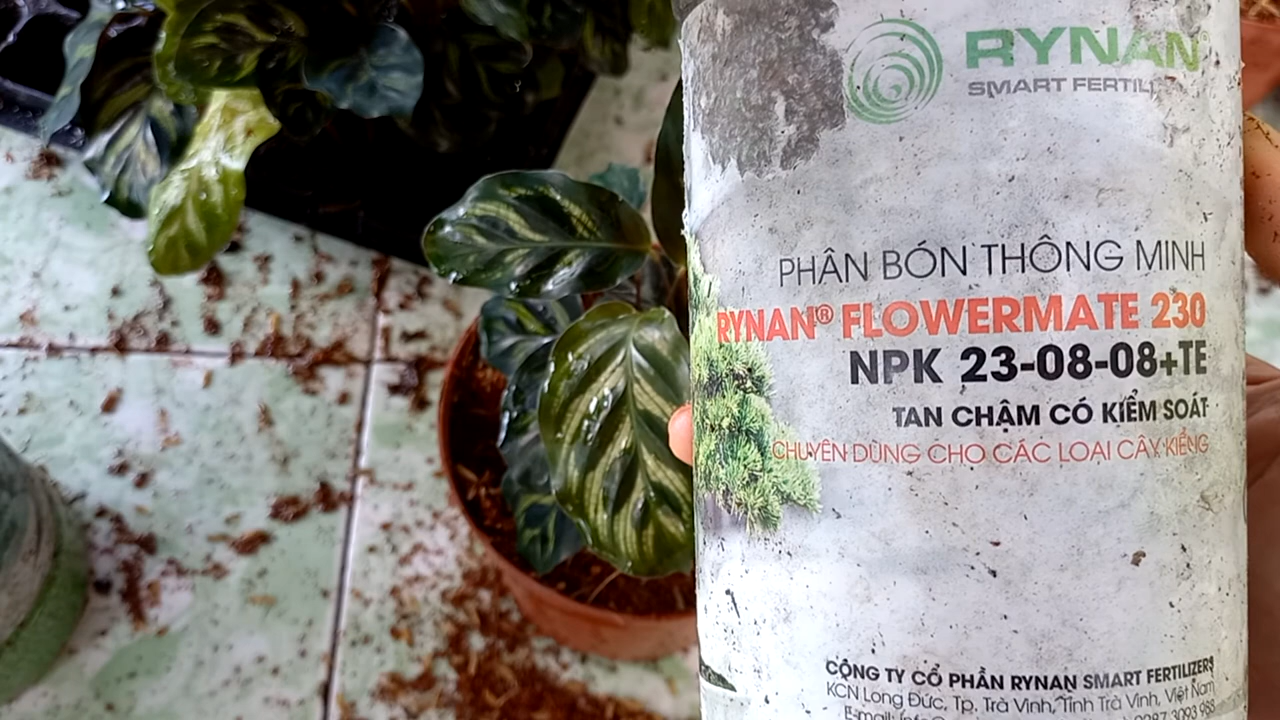 RYNAN®
SMART FERTIL
PHÂN BÓN THÔNG MINH
RYNAN® FLOWERMATE 230
NPK 23-08-08+TE
TAN CHẬM CÓ KIỂM SOÁT
CHUYÊN DÙNG CHO CÁC LOẠI CÂY KIỂNG
CÔNG TY CỔ PHẦN RYNAN SMART FERTILIZERS
KCN Long Đức, Tp. Trà Vinh, Tỉnh Trà Vinh, Việt Nam
E-mail: